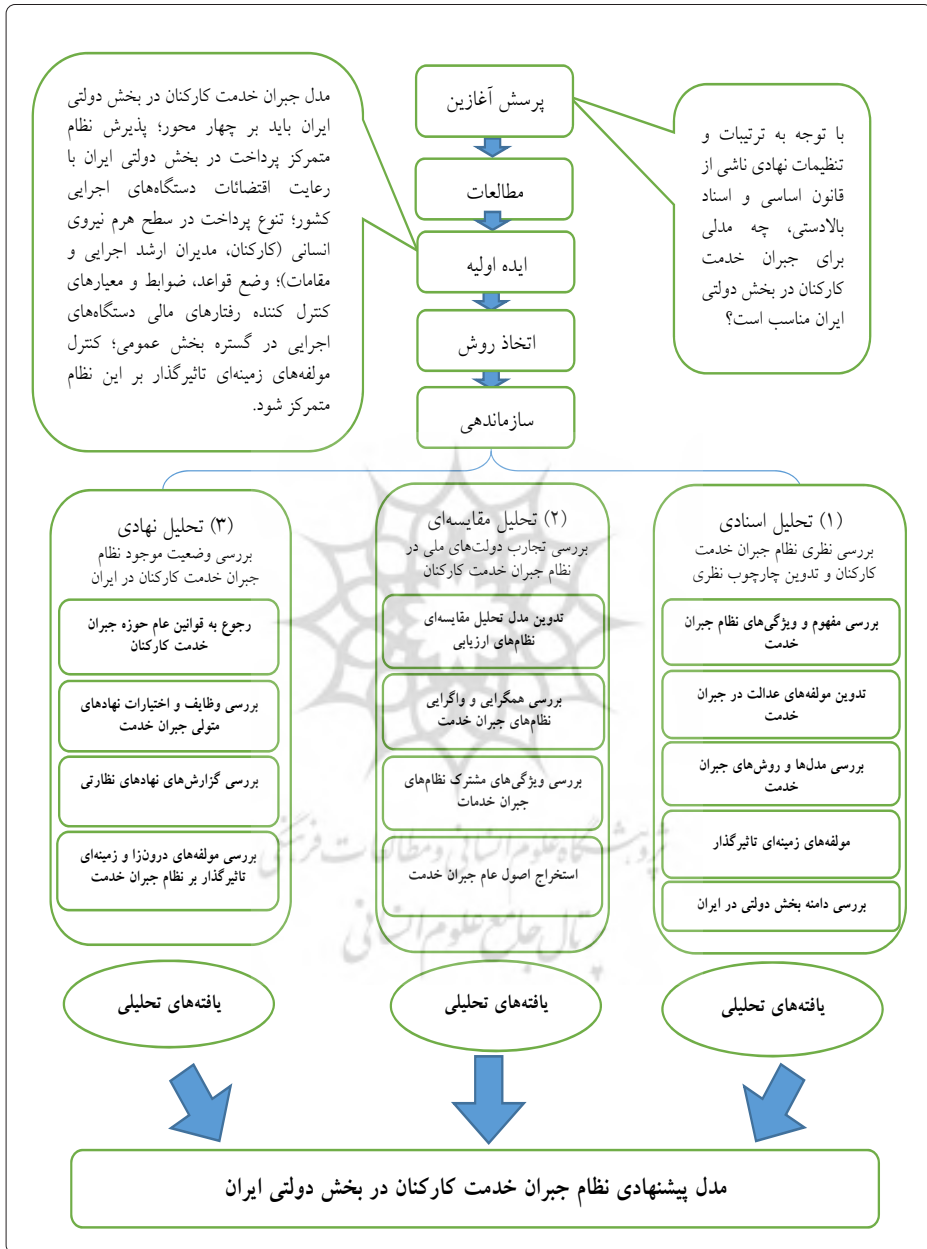 پرسش آغازین
با توجه به ترتیبات و
تنظیمات نهادی ناشی از
قانون اساسی و اسناد
بالادستی، چه مدلی
برای جبران خدمت
کارکنان در بخش دولتی
ایران مناسب است؟
مطالعات
ایده اولیه
مدل جبران خدمت کارکنان در بخش دولتی
ایران باید بر چهار محور؛ پذیرش نظام
متمرکز پرداخت در بخش دولتی ایران با
رعایت اقتضائات دستگاه‌های اجرایی
کشور؛ تنوع پرداخت در سطح هرم نیروی
انسانی (کارکنان، مدیران ارشد اجرایی و
مقامات)؛ وضع قواعد، ضوابط و معیارهای
کنترل کننده رفتارهای مالی دستگاه‌های
اجرایی در گستره بخش عمومی؛ کنترل
مولفه‌های زمینه‌ای تاثیرگذار بر این نظام
متمرکز شود.
اتخاذ روش
سازماندهی
(۱) تحلیل اسنادی
بررسی نظری نظام جبران خدمت
کارکنان و تدوین چارچوب نظری
بررسی مفهوم و ویژگی‌های نظام جبران
خدمت
تدوین مولفه‌های عدالت در جبران
خدمت
بررسی مدل‌ها و روش‌های جبران
خدمت
مولفه‌های زمینه‌ای تاثیرگذار
بررسی دامنه بخش دولتی در ایران
یافته‌های تحلیلی
(۲) تحلیل مقایسه‌ای
بررسی تجارب دولت‌های ملی در
نظام جبران خدمت کارکنان
تدوین مدل تحلیل مقایسه‌ای
نظام‌های ارزیابی
بررسی همگرایی و واگرایی
نظام‌های جبران خدمت
بررسی ویژگی‌های مشترک نظام‌های
جبران خدمات
استخراج اصول عام جبران خدمت
یافته‌های تحلیلی
(۳) تحلیل نهادی
بررسی وضعیت موجود نظام
جبران خدمت کارکنان در ایران
رجوع به قوانین عام حوزه جبران
خدمت کارکنان
بررسی وظایف و اختیارات نهادهای
متولی جبران خدمت
بررسی گزارش‌های نهادهای نظارتی
بررسی مولفه‌های درون‌زا و زمینه‌ای
تاثیرگذار بر نظام جبران خدمت
یافته‌های تحلیلی
پژوهشگاه علوم انسانی و مطالعات فرهنگی
پرتال جامع علوم انسانی
مدل پیشنهادی نظام جبران خدمت کارکنان در بخش دولتی ایران